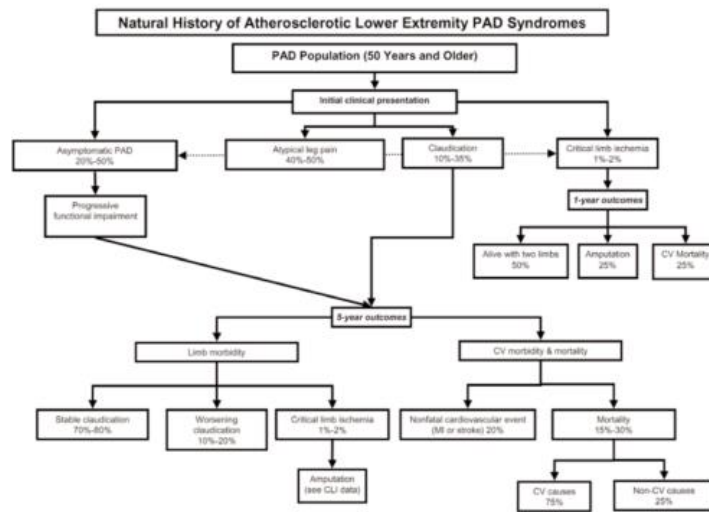 Natural History of Atherosclerotic Lower Extremity PAD Syndromes
PAD Population (50 Years and Older)
Initial clinical presentation
Asymptomatic PAD
20%-50%
Atypical leg pain
40%-50%
Claudication
10%-35%
Critical limb ischemia
1%-2%
Progressive
functional impairment
1-year outcomes
Alive with two limbs
50%
Amputation
25%
CV Mortality
25%
5-year outcomes
Limb morbidity
CV morbidity & mortality
Stable claudication
70%-80%
Worsening
claudication
10%-20%
Critical limb ischemia
1%-2%
Nonfatal cardiovascular event
(MI or stroke) 20%
Mortality
15%-30%
Amputation
(see CLI data)
CV causes
75%
Non-CV causes
25%